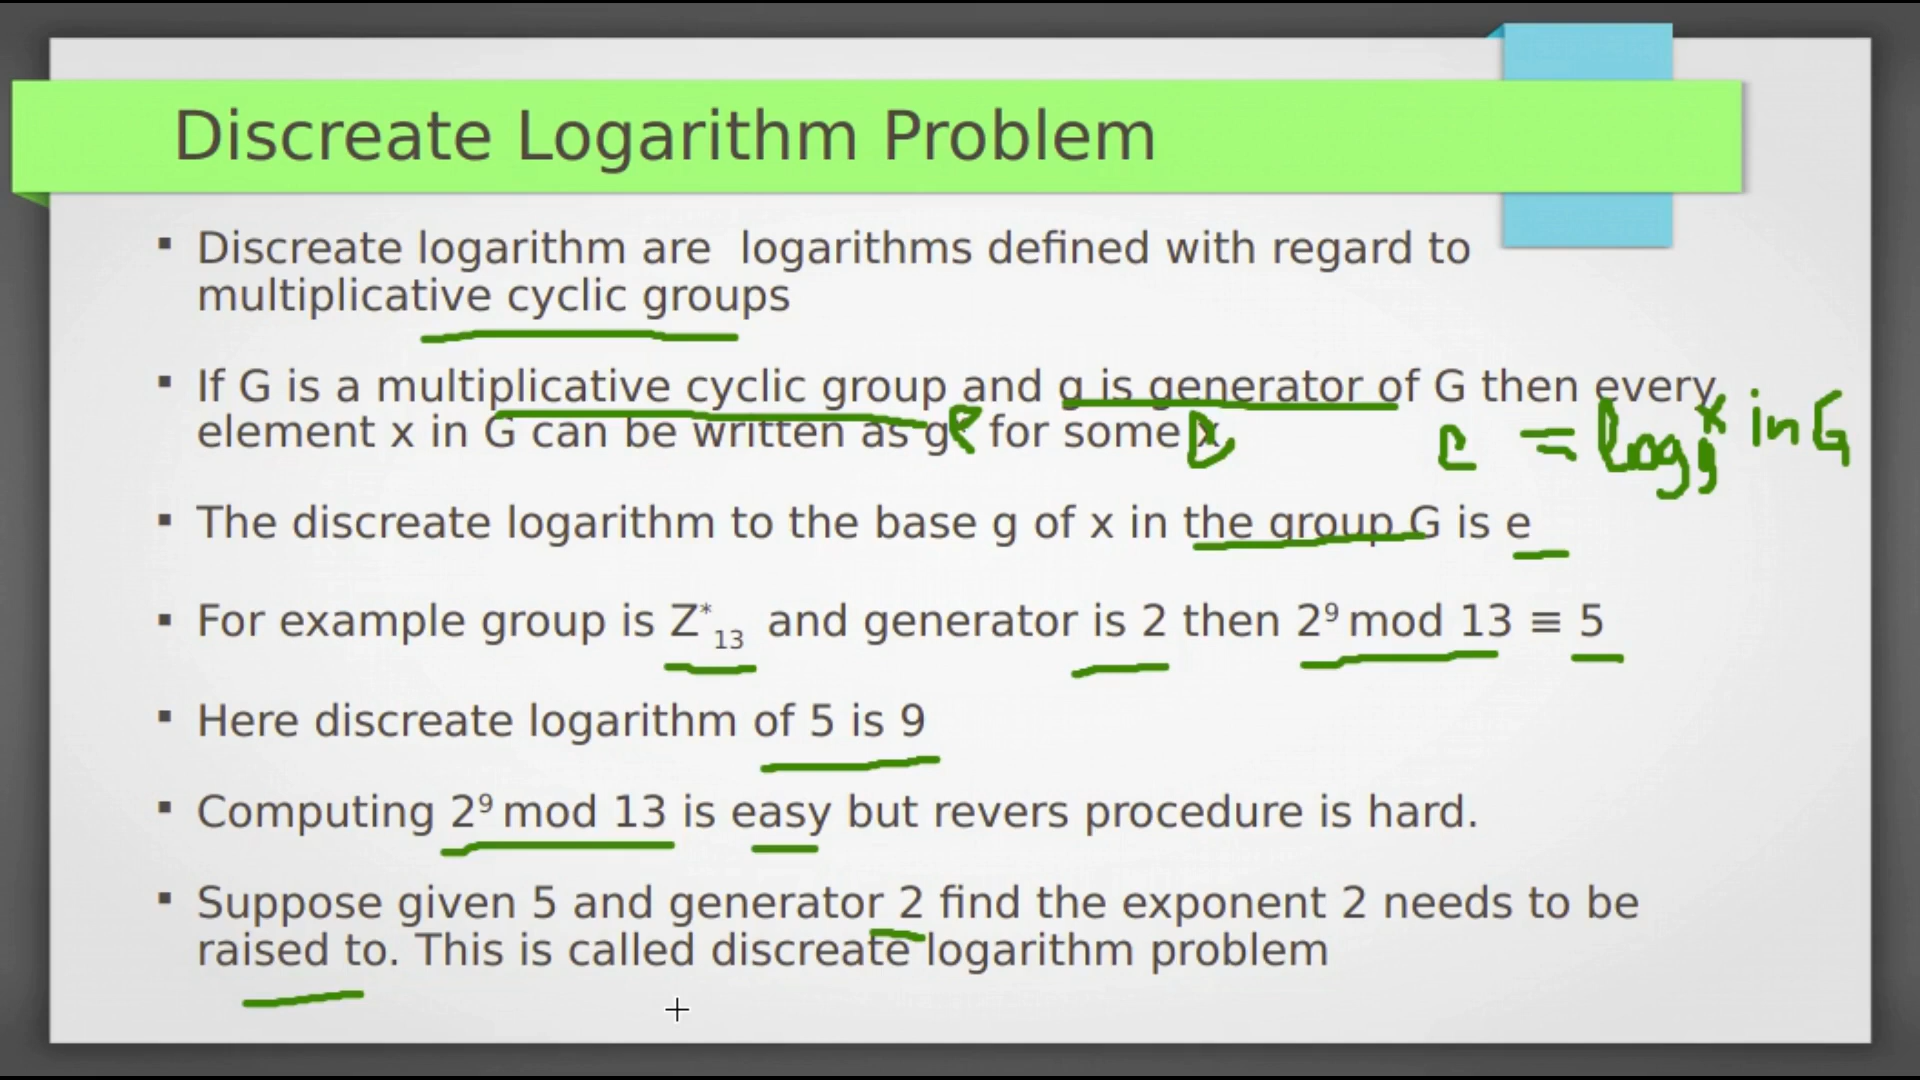 Discreate Logarithm Problem
▪ Discreate logarithm are logarithms defined with regard to
multiplicative cyclic groups
▪ If G is a multiplicative cyclic group and g is generator of G then every
element x in G can be written as g^e for some x
e = log_g x in G
▪ The discreate logarithm to the base g of x in the group G is e
▪ For example group is Z*13 and generator is 2 then 2⁹ mod 13 ≡ 5
▪ Here discreate logarithm of 5 is 9
▪ Computing 2⁹ mod 13 is easy but revers procedure is hard.
▪ Suppose given 5 and generator 2 find the exponent 2 needs to be
raised to. This is called discreate logarithm problem